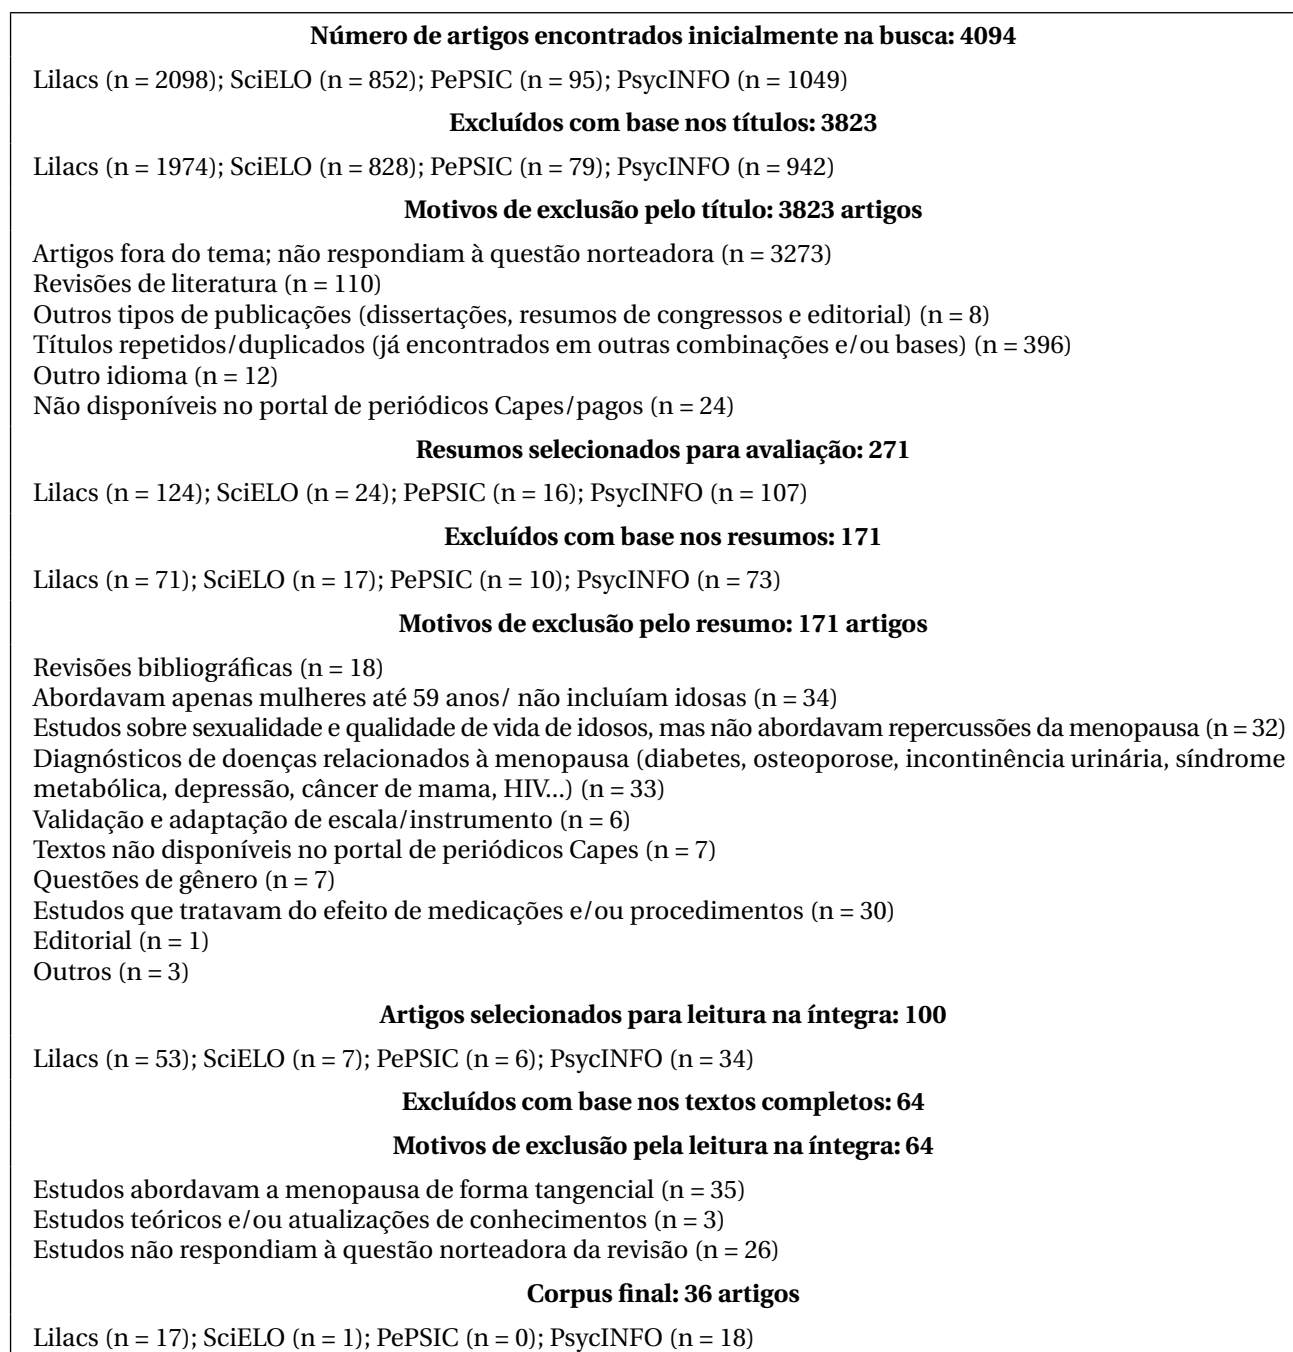 Número de artigos encontrados inicialmente na busca: 4094
Lilacs (n = 2098); SciELO (n = 852); PePSIC (n = 95); PsycINFO (n = 1049)
Excluídos com base nos títulos: 3823
Lilacs (n = 1974); SciELO (n = 828); PePSIC (n = 79); PsycINFO (n = 942)
Motivos de exclusão pelo título: 3823 artigos
Artigos fora do tema; não respondiam à questão norteadora (n = 3273)
Revisões de literatura (n = 110)
Outros tipos de publicações (dissertações, resumos de congressos e editorial) (n = 8)
Títulos repetidos/duplicados (já encontrados em outras combinações e/ou bases) (n = 396)
Outro idioma (n = 12)
Não disponíveis no portal de periódicos Capes/pagos (n = 24)
Resumos selecionados para avaliação: 271
Lilacs (n = 124); SciELO (n = 24); PePSIC (n = 16); PsycINFO (n = 107)
Excluídos com base nos resumos: 171
Lilacs (n = 71); SciELO (n = 17); PePSIC (n = 10); PsycINFO (n = 73)
Motivos de exclusão pelo resumo: 171 artigos
Revisões bibliográficas (n = 18)
Abordavam apenas mulheres até 59 anos/ não incluíam idosas (n = 34)
Estudos sobre sexualidade e qualidade de vida de idosos, mas não abordavam repercussões da menopausa (n = 32)
Diagnósticos de doenças relacionados à menopausa (diabetes, osteoporose, incontinência urinária, síndrome
metabólica, depressão, câncer de mama, HIV...) (n = 33)
Validação e adaptação de escala/instrumento (n = 6)
Textos não disponíveis no portal de periódicos Capes (n = 7)
Questões de gênero (n = 7)
Estudos que tratavam do efeito de medicações e/ou procedimentos (n = 30)
Editorial (n = 1)
Outros (n = 3)
Artigos selecionados para leitura na íntegra: 100
Lilacs (n = 53); SciELO (n = 7); PePSIC (n = 6); PsycINFO (n = 34)
Excluídos com base nos textos completos: 64
Motivos de exclusão pela leitura na íntegra: 64
Estudos abordavam a menopausa de forma tangencial (n = 35)
Estudos teóricos e/ou atualizações de conhecimentos (n = 3)
Estudos não respondiam à questão norteadora da revisão (n = 26)
Corpus final: 36 artigos
Lilacs (n = 17); SciELO (n = 1); PePSIC (n = 0); PsycINFO (n = 18)